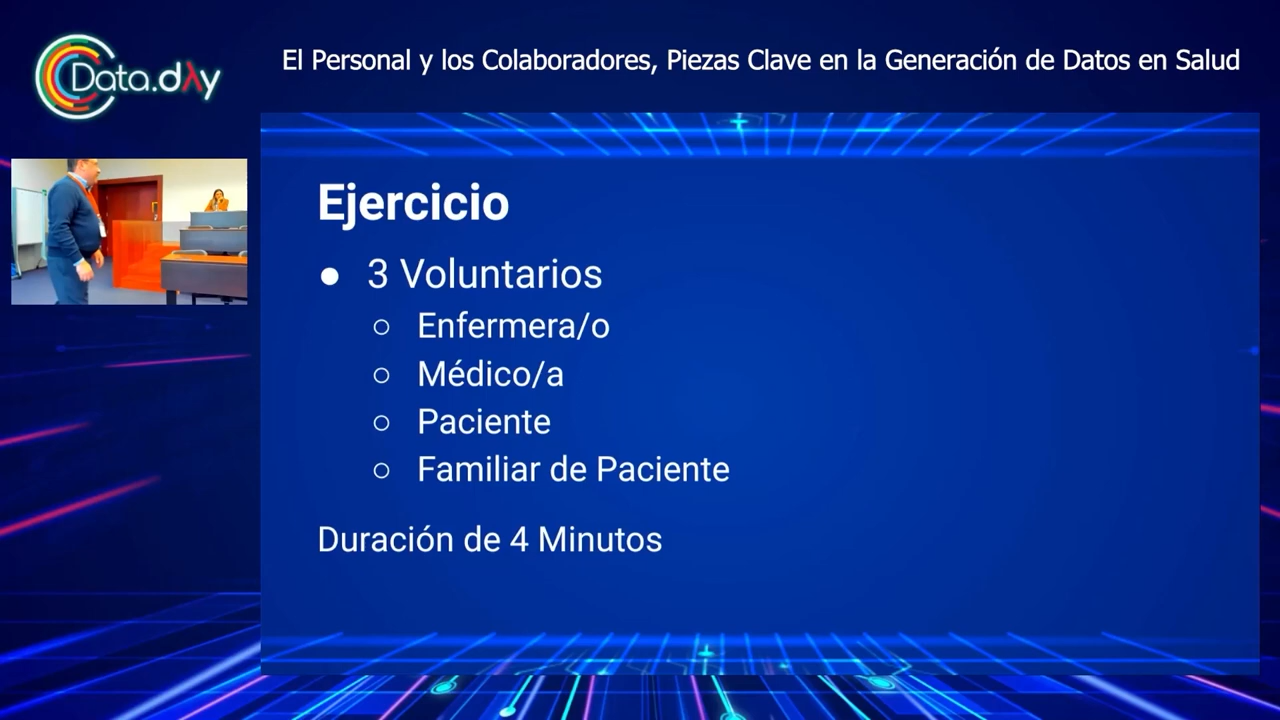 Data.dλy
El Personal y los Colaboradores, Piezas Clave en la Generación de Datos en Salud
Ejercicio
● 3 Voluntarios
○ Enfermera/o
○ Médico/a
○ Paciente
○ Familiar de Paciente
Duración de 4 Minutos